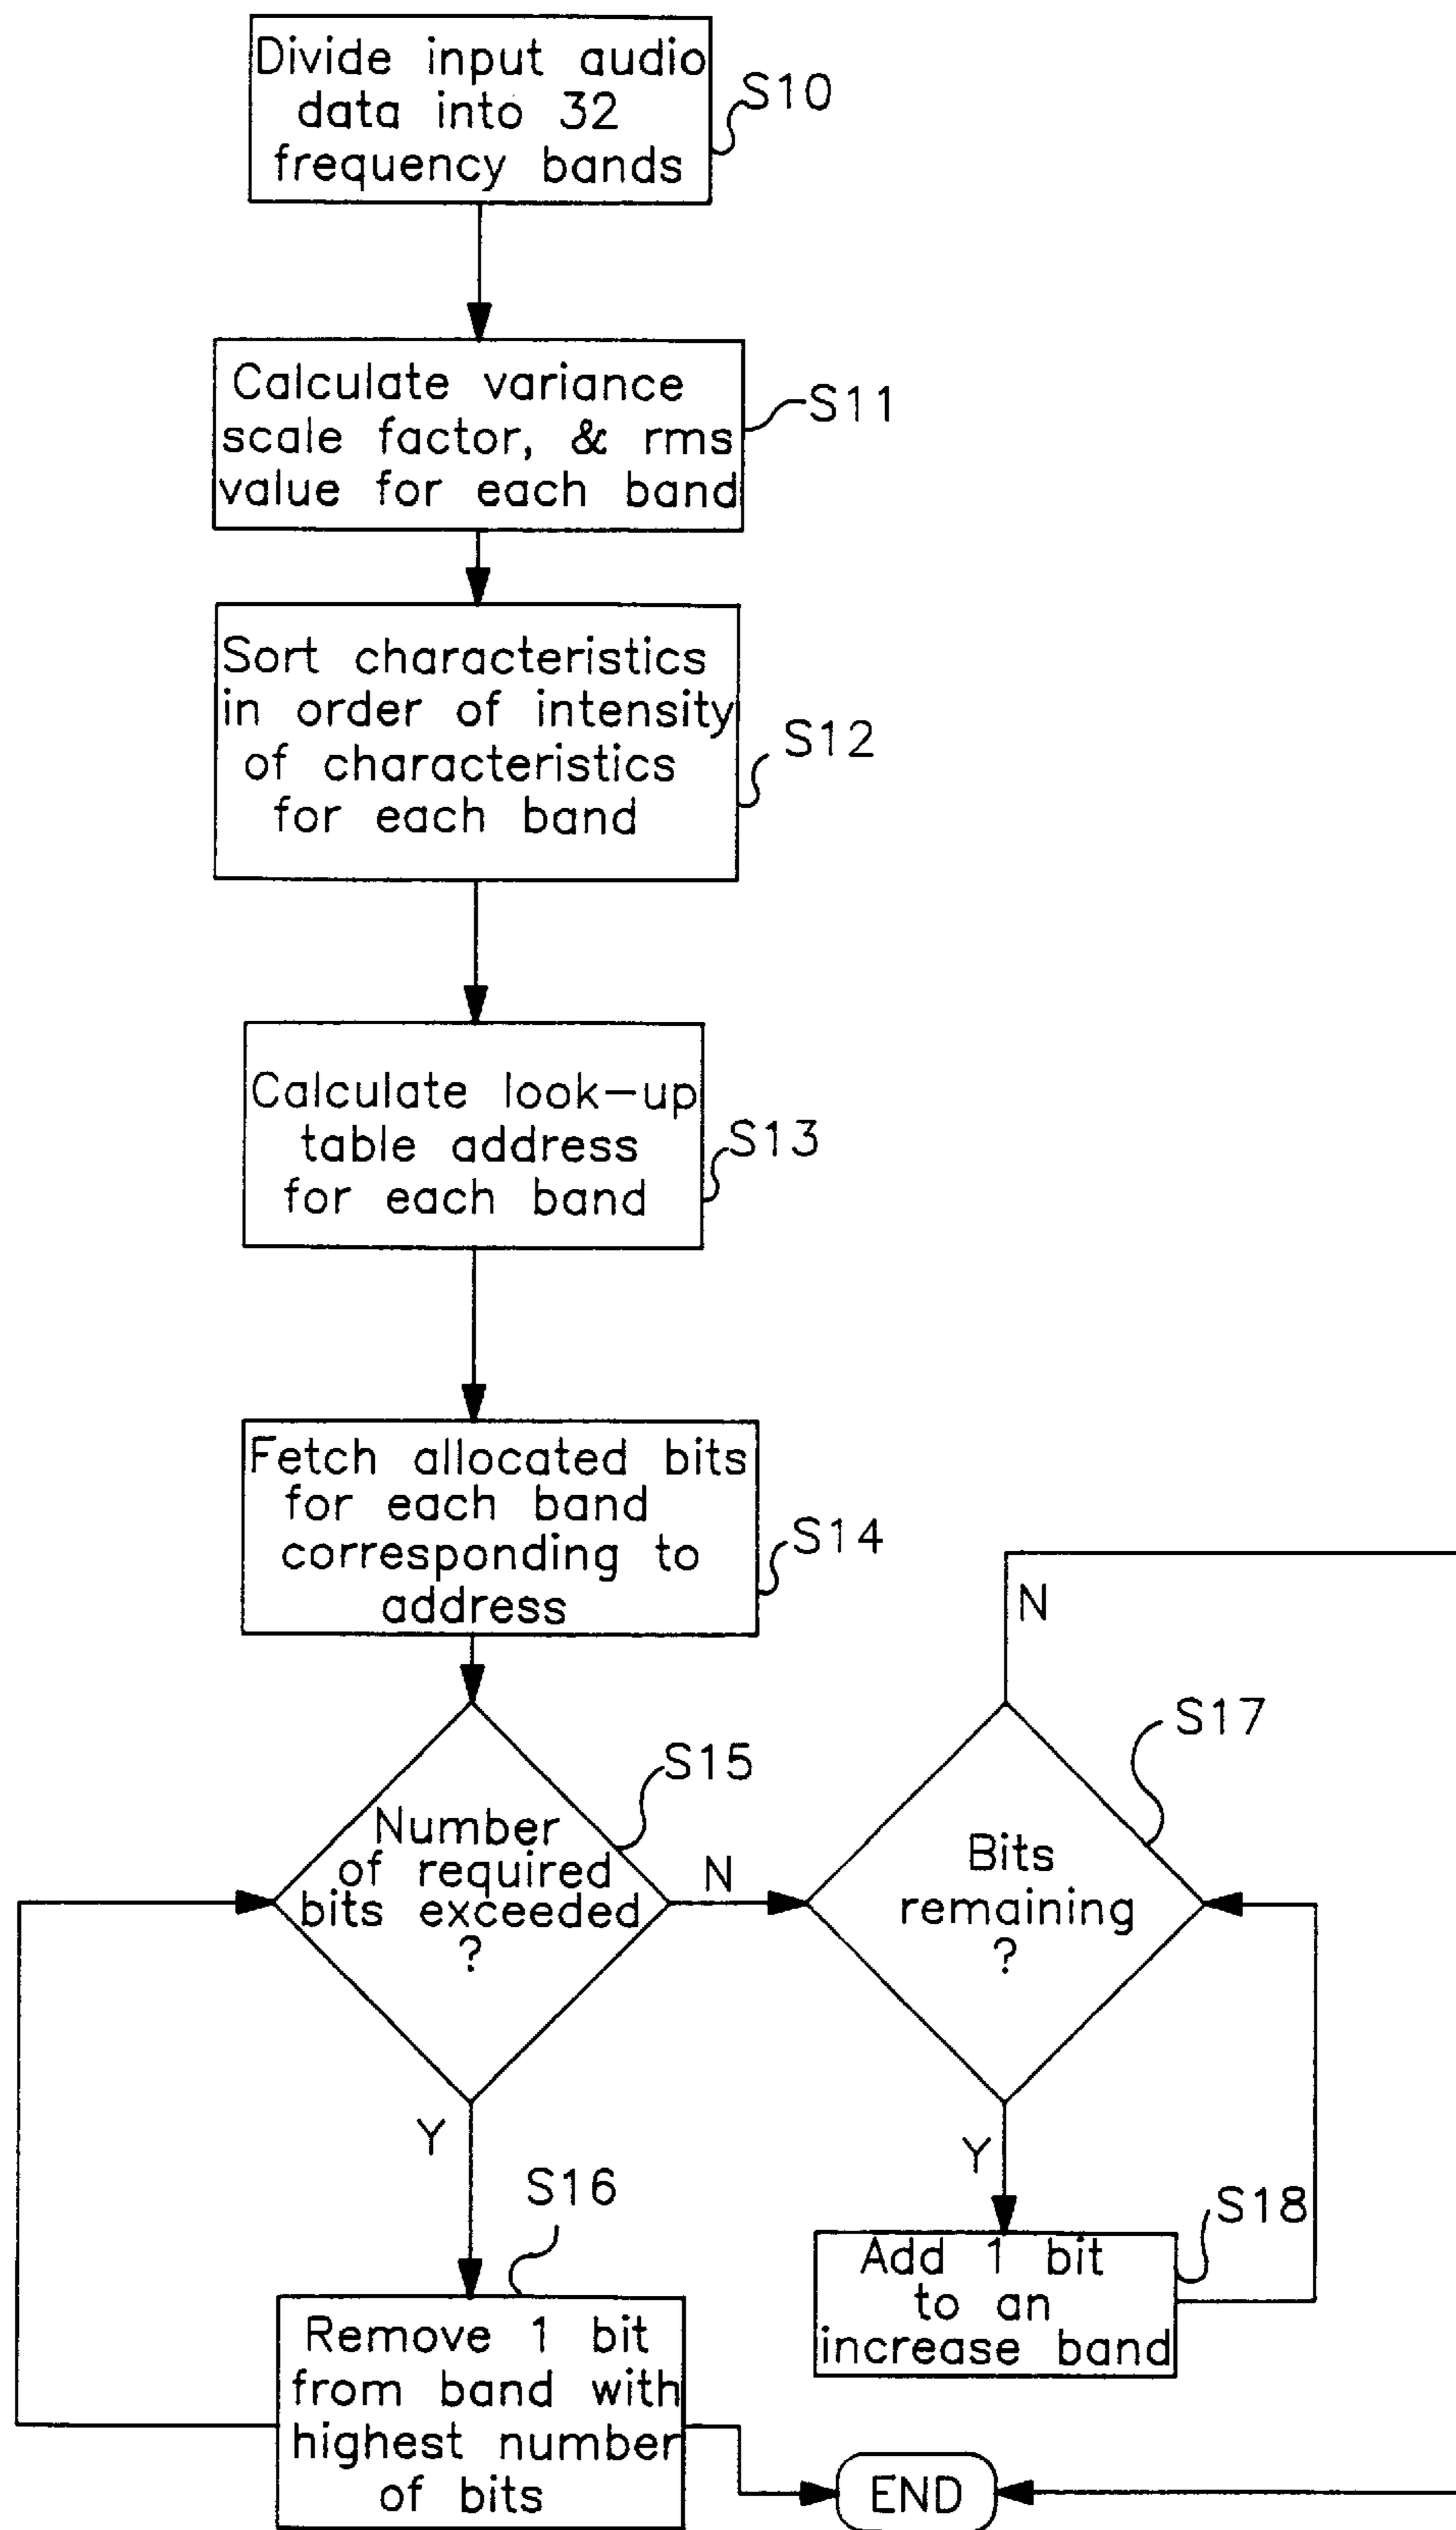 Divide input audio
data into 32
frequency bands
S10
Calculate variance
scale factor, & rms
value for each band
S11
Sort characteristics
in order of intensity
of characteristics
for each band
S12
Calculate look-up
table address
for each band
S13
Fetch allocated bits
for each band
corresponding to
address
S14
Number
of required
bits exceeded
?
S15
N
Y
Bits
remaining
?
S17
N
Y
Remove 1 bit
from band with
highest number
of bits
S16
Add 1 bit
to an
increase band
S18
END